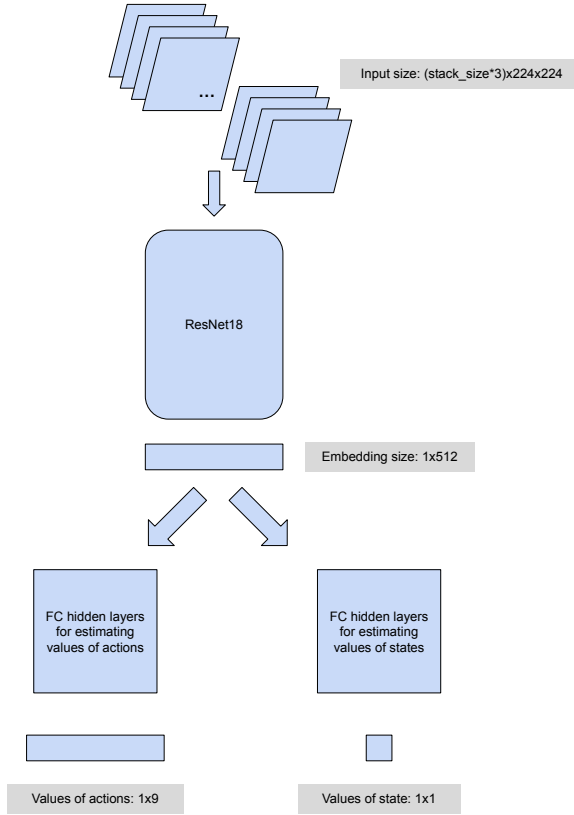 Input size: (stack_size*3)x224x224
...
ResNet18
Embedding size: 1x512
FC hidden layers
for estimating
values of actions
FC hidden layers
for estimating
values of states
Values of actions: 1x9
Values of state: 1x1